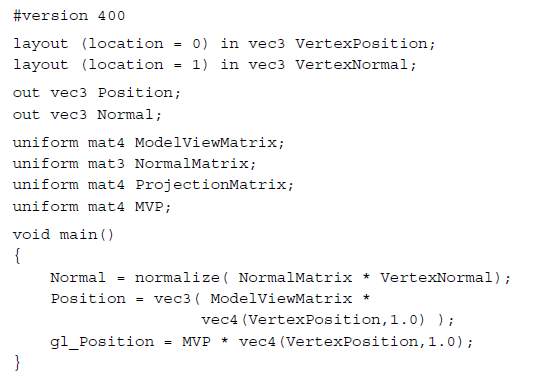 #version 400
layout (location = 0) in vec3 VertexPosition;
layout (location = 1) in vec3 VertexNormal;
out vec3 Position;
out vec3 Normal;
uniform mat4 ModelViewMatrix;
uniform mat3 NormalMatrix;
uniform mat4 ProjectionMatrix;
uniform mat4 MVP;
void main()
{
    Normal = normalize( NormalMatrix * VertexNormal);
    Position = vec3( ModelViewMatrix *
                    vec4(VertexPosition,1.0) );
    gl_Position = MVP * vec4(VertexPosition,1.0);
}